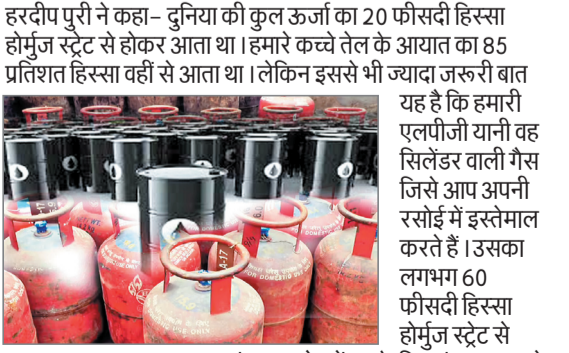 हरदीप पुरी ने कहा– दुनिया की कुल ऊर्जा का 20 फीसदी हिस्सा
होर्मुज स्ट्रेट से होकर आता था। हमारे कच्चे तेल के आयात का 85
प्रतिशत हिस्सा वहीं से आता था। लेकिन इससे भी ज्यादा जरूरी बात
यह है कि हमारी
एलपीजी यानी वह
सिलेंडर वाली गैस
जिसे आप अपनी
रसोई में इस्तेमाल
करते हैं। उसका
लगभग 60
फीसदी हिस्सा
होर्मुज स्ट्रेट से